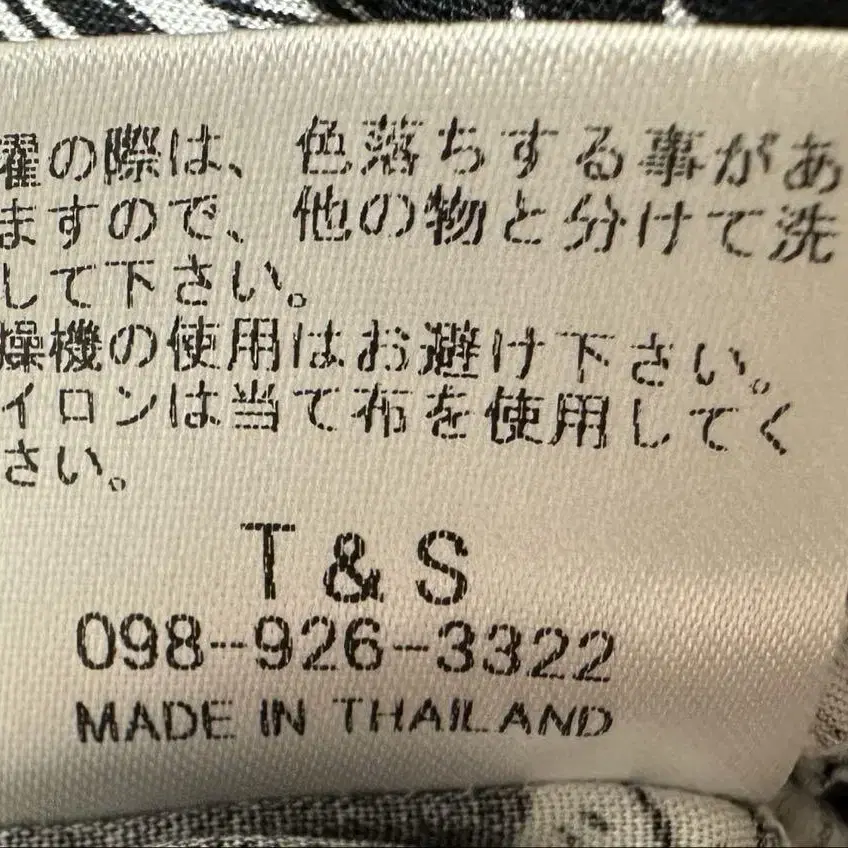 濯の際は、色落ちする事があ
ますので、他の物と分けて洗
して下さい。
燥機の使用はお避け下さい。
イロンは当て布を使用してく
さい。
T & S
098-926-3322
MADE IN THAILAND